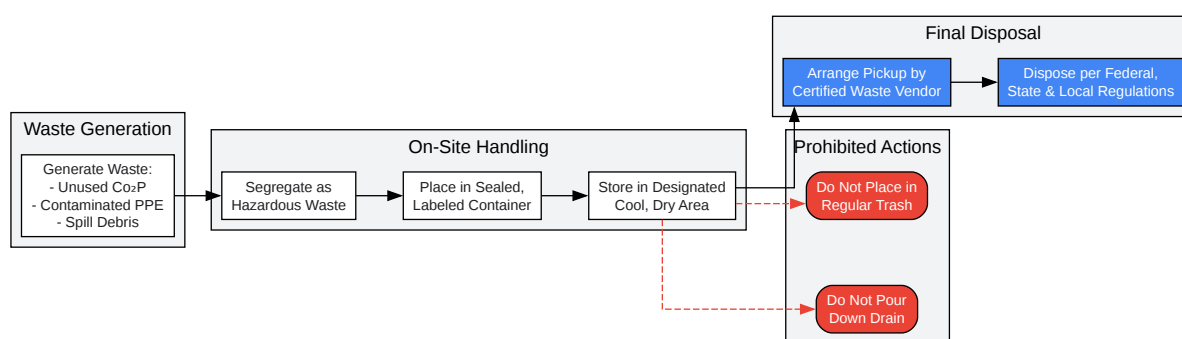 Waste Generation
Generate Waste:
- Unused Co₂P
- Contaminated PPE
- Spill Debris
On-Site Handling
Segregate as
Hazardous Waste
Place in Sealed,
Labeled Container
Store in Designated
Cool, Dry Area
Final Disposal
Arrange Pickup by
Certified Waste Vendor
Dispose per Federal,
State & Local Regulations
Prohibited Actions
Do Not Place in
Regular Trash
Do Not Pour
Down Drain